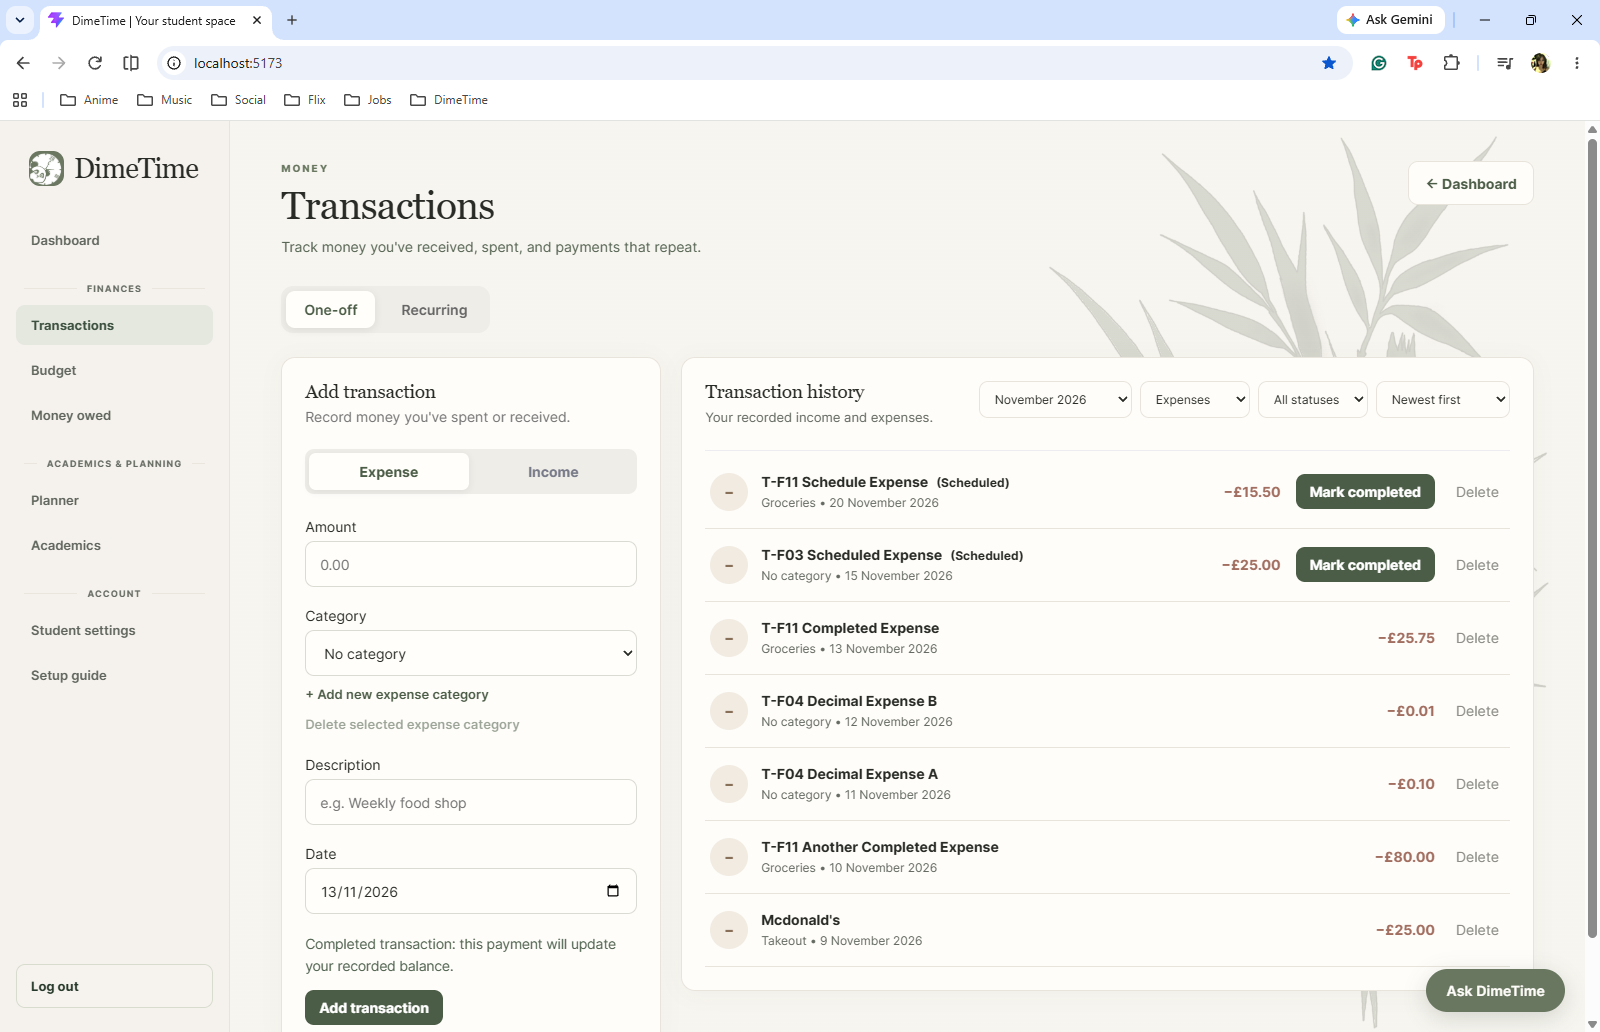 DimeTime | Your student space
Ask Gemini
localhost:5173
Anime
Music
Social
Flix
Jobs
DimeTime
DimeTime
Dashboard
FINANCES
Transactions
Budget
Money owed
ACADEMICS & PLANNING
Planner
Academics
ACCOUNT
Student settings
Setup guide
Log out
MONEY
Transactions
Track money you've received, spent, and payments that repeat.
← Dashboard
One-off
Recurring
Add transaction
Record money you've spent or received.
Expense
Income
Amount
0.00
Category
No category
+ Add new expense category
Delete selected expense category
Description
e.g. Weekly food shop
Date
13/11/2026
Completed transaction: this payment will update
your recorded balance.
Add transaction
Transaction history
Your recorded income and expenses.
November 2026
Expenses
All statuses
Newest first
T-F11 Schedule Expense (Scheduled)
Groceries • 20 November 2026
−£15.50
Mark completed
Delete
T-F03 Scheduled Expense (Scheduled)
No category • 15 November 2026
−£25.00
Mark completed
Delete
T-F11 Completed Expense
Groceries • 13 November 2026
−£25.75
Delete
T-F04 Decimal Expense B
No category • 12 November 2026
−£0.01
Delete
T-F04 Decimal Expense A
No category • 11 November 2026
−£0.10
Delete
T-F11 Another Completed Expense
Groceries • 10 November 2026
−£80.00
Delete
Mcdonald's
Takeout • 9 November 2026
−£25.00
Delete
Ask DimeTime